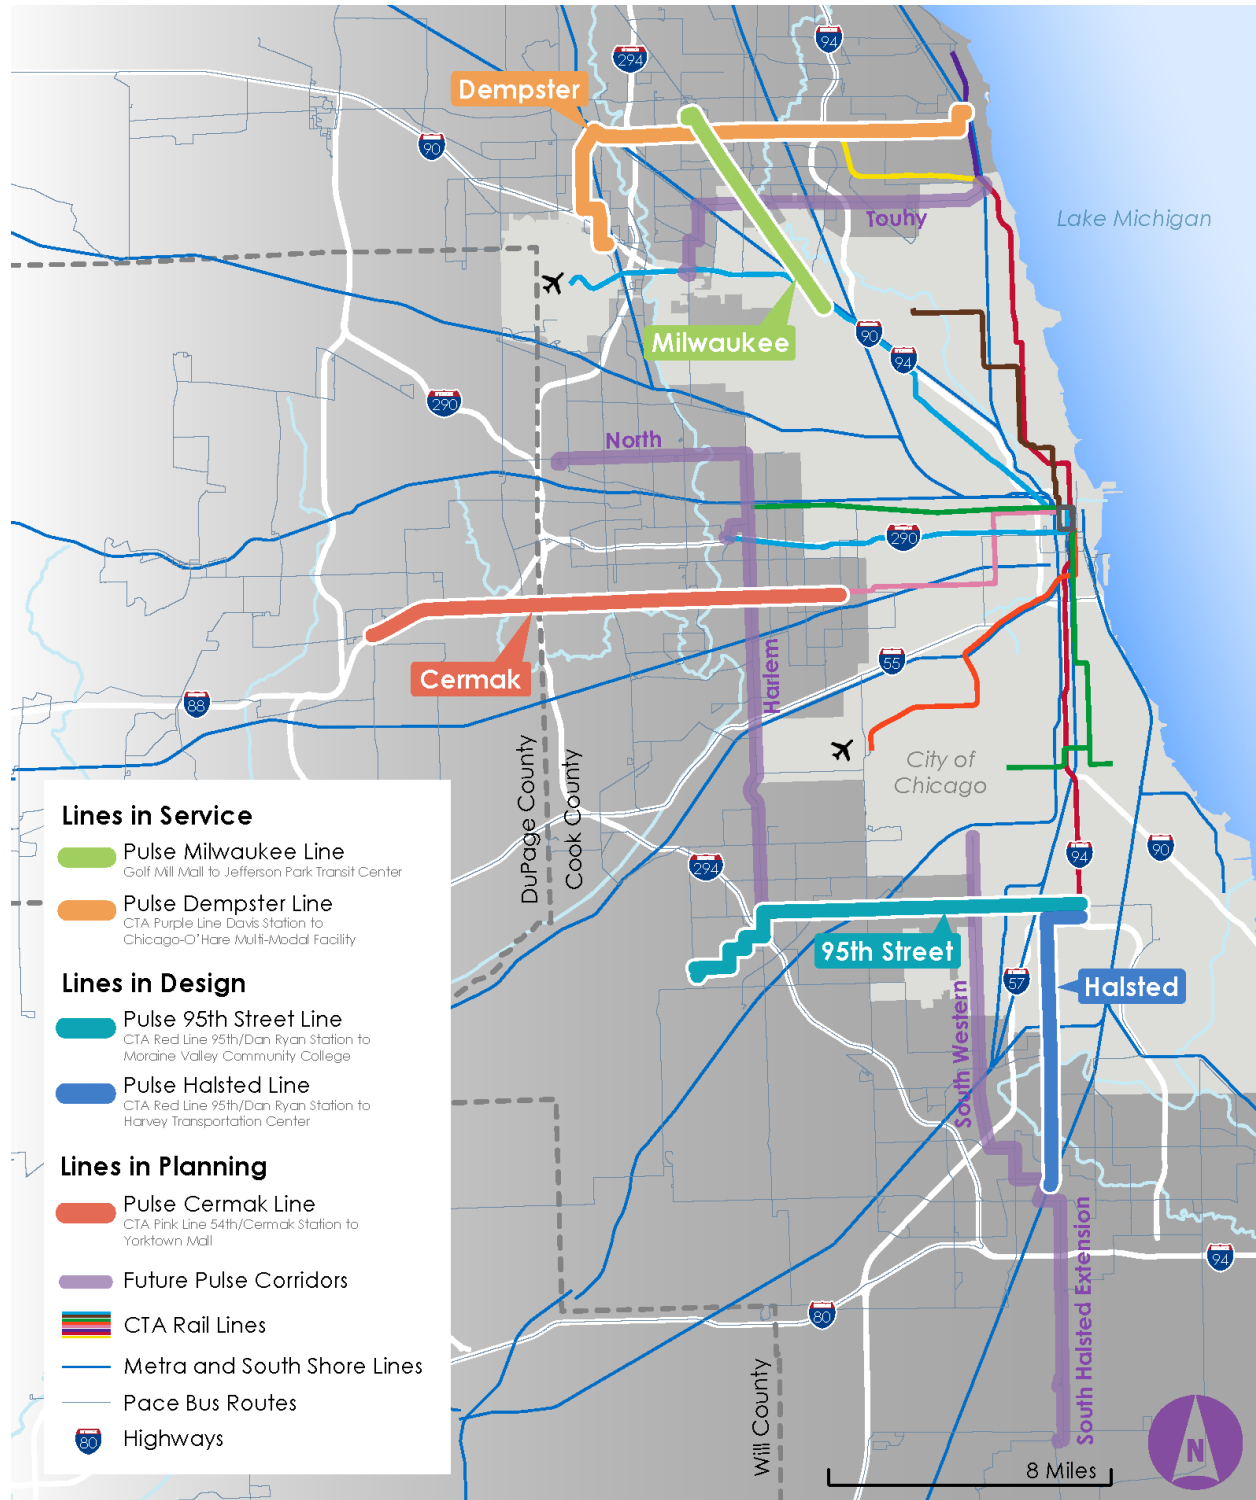 294
94
Dempster
90
Touhy
Lake Michigan
Milwaukee
90
94
290
North
290
Harlem
55
Cermak
88
DuPage County
Cook County
City of
Chicago
294
94
90
95th Street
57
Halsted
South Western
South Halsted Extension
94
80
Will County
8 Miles
N
Lines in Service
Pulse Milwaukee Line
Golf Mill Mall to Jefferson Park Transit Center
Pulse Dempster Line
CTA Purple Line Davis Station to
Chicago-O'Hare Multi-Modal Facility
Lines in Design
Pulse 95th Street Line
CTA Red Line 95th/Dan Ryan Station to
Moraine Valley Community College
Pulse Halsted Line
CTA Red Line 95th/Dan Ryan Station to
Harvey Transportation Center
Lines in Planning
Pulse Cermak Line
CTA Pink Line 54th/Cermak Station to
Yorktown Mall
Future Pulse Corridors
CTA Rail Lines
Metra and South Shore Lines
Pace Bus Routes
80
Highways